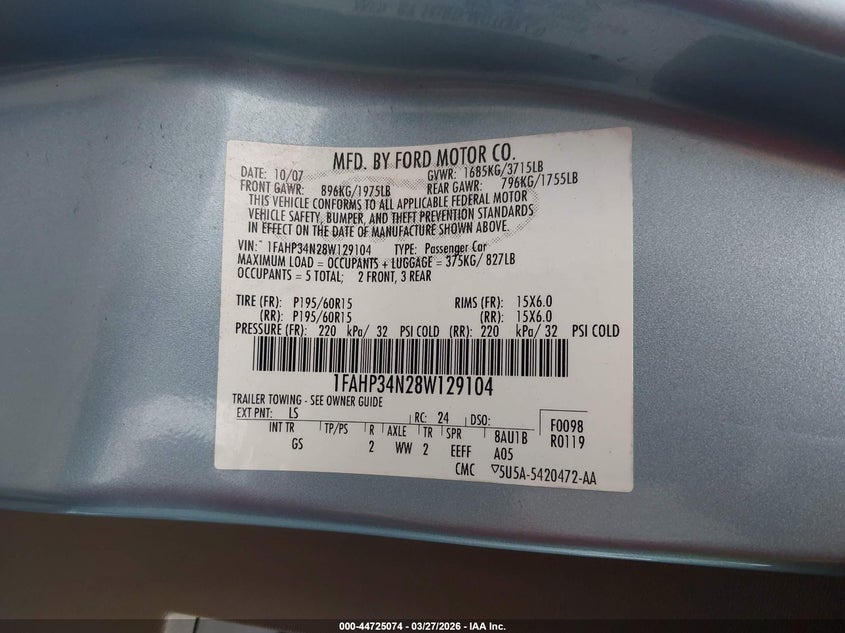 MFD. BY FORD MOTOR CO.
DATE: 10/07 GVWR: 1685KG/3715LB
FRONT GAWR: 896KG/1975LB REAR GAWR: 796KG/1755LB
THIS VEHICLE CONFORMS TO ALL APPLICABLE FEDERAL MOTOR
VEHICLE SAFETY, BUMPER, AND THEFT PREVENTION STANDARDS
IN EFFECT ON THE DATE OF MANUFACTURE SHOWN ABOVE.
VIN: 1FAHP34N28W129104 TYPE: Passenger Car
MAXIMUM LOAD = OCCUPANTS + LUGGAGE = 375KG/ 827LB
OCCUPANTS = 5 TOTAL; 2 FRONT, 3 REAR
TIRE (FR): P195/60R15 RIMS (FR): 15X6.0
(RR): P195/60R15 (RR): 15X6.0
PRESSURE (FR): 220 kPa/ 32 PSI COLD (RR): 220 kPa/ 32 PSI COLD
1FAHP34N28W129104
TRAILER TOWING - SEE OWNER GUIDE
EXT PNT: LS RC: 24 DSO: F0098
INT TR TP/PS R AXLE TR SPR 8AU1B R0119
GS 2 WW 2 EEFF A05
CMC 5U5A-5420472-AA
000-44725074 | 03/27/2026 - IAA Inc.